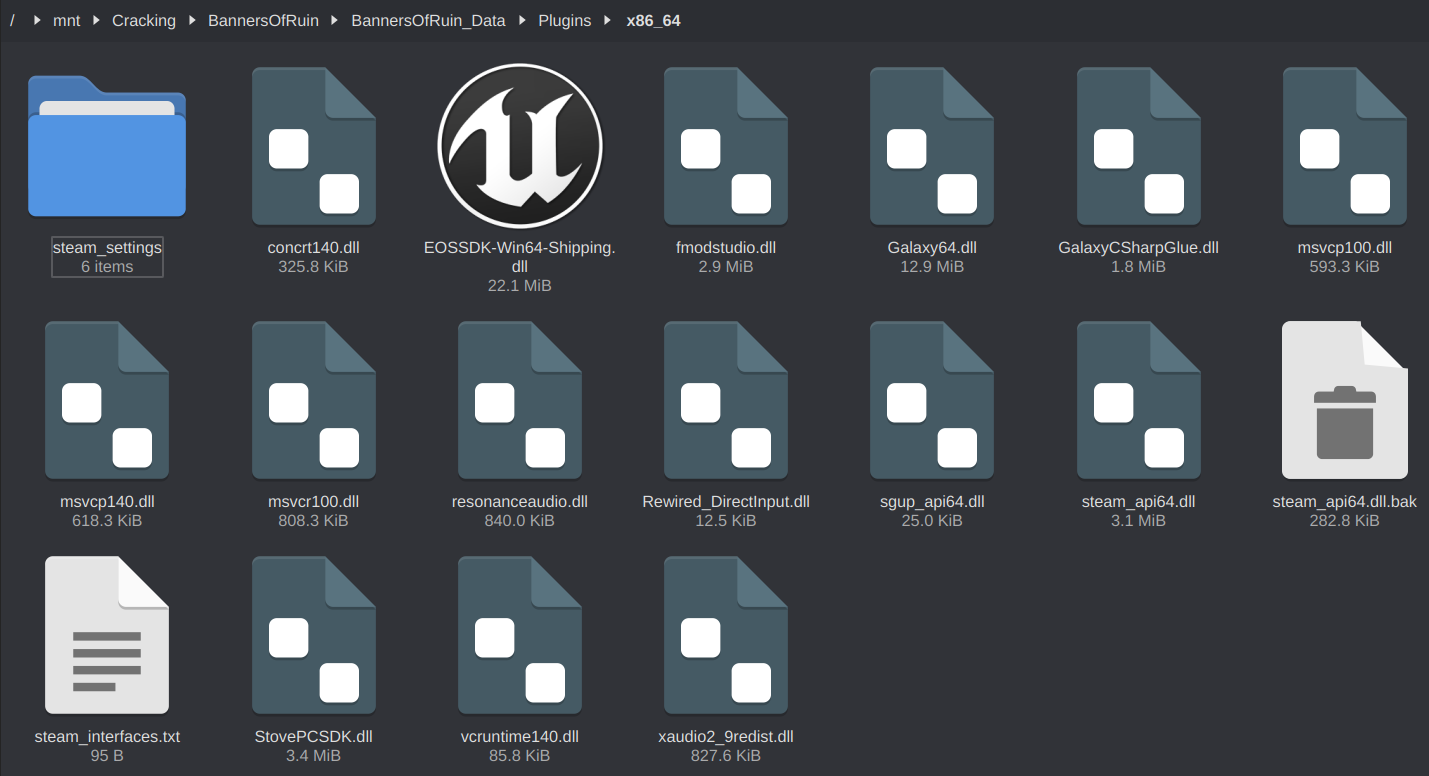 / mnt Cracking BannersOfRuin BannersOfRuin_Data Plugins x86_64
steam_settings
6 items
concrt140.dll
325.8 KiB
EOSSDK-Win64-Shipping.
dll
22.1 MiB
fmodstudio.dll
2.9 MiB
Galaxy64.dll
12.9 MiB
GalaxyCSharpGlue.dll
1.8 MiB
msvcp100.dll
593.3 KiB
msvcp140.dll
618.3 KiB
msvcr100.dll
808.3 KiB
resonanceaudio.dll
840.0 KiB
Rewired_DirectInput.dll
12.5 KiB
sgup_api64.dll
25.0 KiB
steam_api64.dll
3.1 MiB
steam_api64.dll.bak
282.8 KiB
steam_interfaces.txt
95 B
StovePCSDK.dll
3.4 MiB
vcruntime140.dll
85.8 KiB
xaudio2_9redist.dll
827.6 KiB